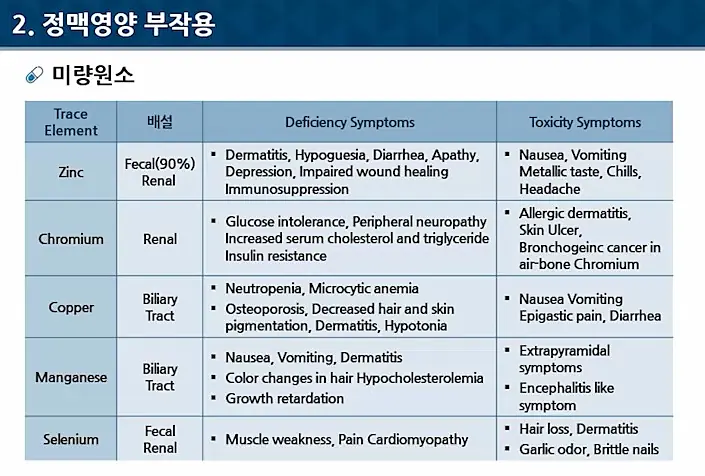 2. 정맥영양 부작용
미량원소
Trace
Element
배설
Deficiency Symptoms
Toxicity Symptoms
Zinc
Fecal(90%)
Renal
▪ Dermatitis, Hypoguesia, Diarrhea, Apathy,
Depression, Impaired wound healing
Immunosuppression
▪ Nausea, Vomiting
Metallic taste, Chills,
Headache
Chromium
Renal
▪ Glucose intolerance, Peripheral neuropathy
Increased serum cholesterol and triglyceride
Insulin resistance
▪ Allergic dermatitis,
Skin Ulcer,
Bronchogeinc cancer in
air-bone Chromium
Copper
Biliary
Tract
▪ Neutropenia, Microcytic anemia
▪ Osteoporosis, Decreased hair and skin
pigmentation, Dermatitis, Hypotonia
▪ Nausea Vomiting
Epigastic pain, Diarrhea
Manganese
Biliary
Tract
▪ Nausea, Vomiting, Dermatitis
▪ Color changes in hair Hypocholesterolemia
▪ Growth retardation
▪ Extrapyramidal
symptoms
▪ Encephalitis like
symptom
Selenium
Fecal
Renal
▪ Muscle weakness, Pain Cardiomyopathy
▪ Hair loss, Dermatitis
▪ Garlic odor, Brittle nails